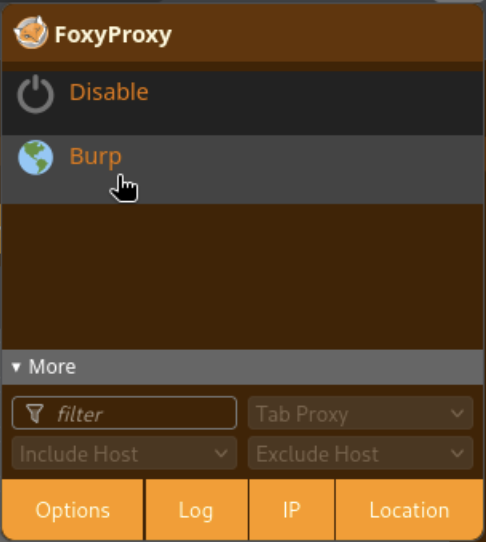 FoxyProxy
Disable
Burp
More
filter
Tab Proxy
Include Host
Exclude Host
Options
Log
IP
Location